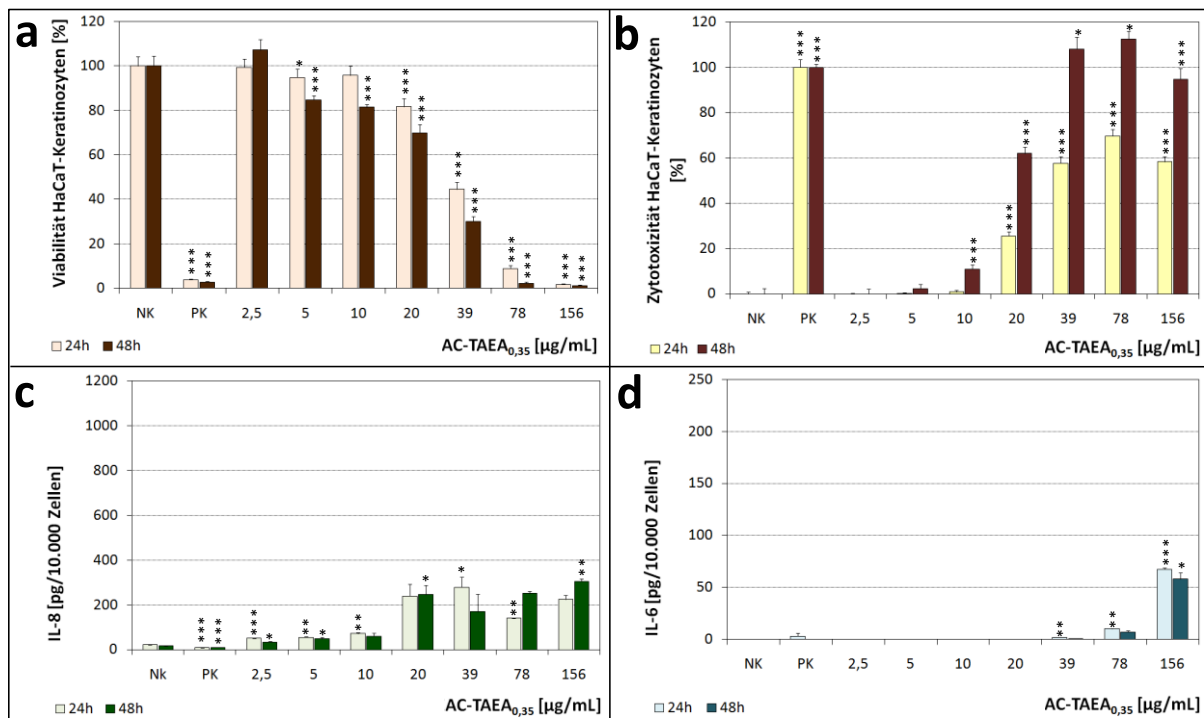 a
Viabilität HaCaT-Keratinozyten [%]
120
100
80
60
40
20
0
* *** *** *** *** *** *** *** *** *** *** *** ***
NK PK 2,5 5 10 20 39 78 156
24h 48h
AC-TAEA0,35 [µg/mL]
b
Zytotoxizität HaCaT-Keratinozyten
[%]
120
100
80
60
40
20
0
*** *** *** *** *** *** * *** * *** ***
NK PK 2,5 5 10 20 39 78 156
24h 48h
AC-TAEA0,35 [µg/mL]
c
IL-8 [pg/10.000 Zellen]
1200
1000
800
600
400
200
0
*** *** *** * ** * ** * * ** **
Nk PK 2,5 5 10 20 39 78 156
24h 48h
AC-TAEA0,35 [µg/mL]
d
IL-6 [pg/10.000 Zellen]
250
200
150
100
50
0
** ** *** *
NK PK 2,5 5 10 20 39 78 156
24h 48h
AC-TAEA0,35 [µg/mL]